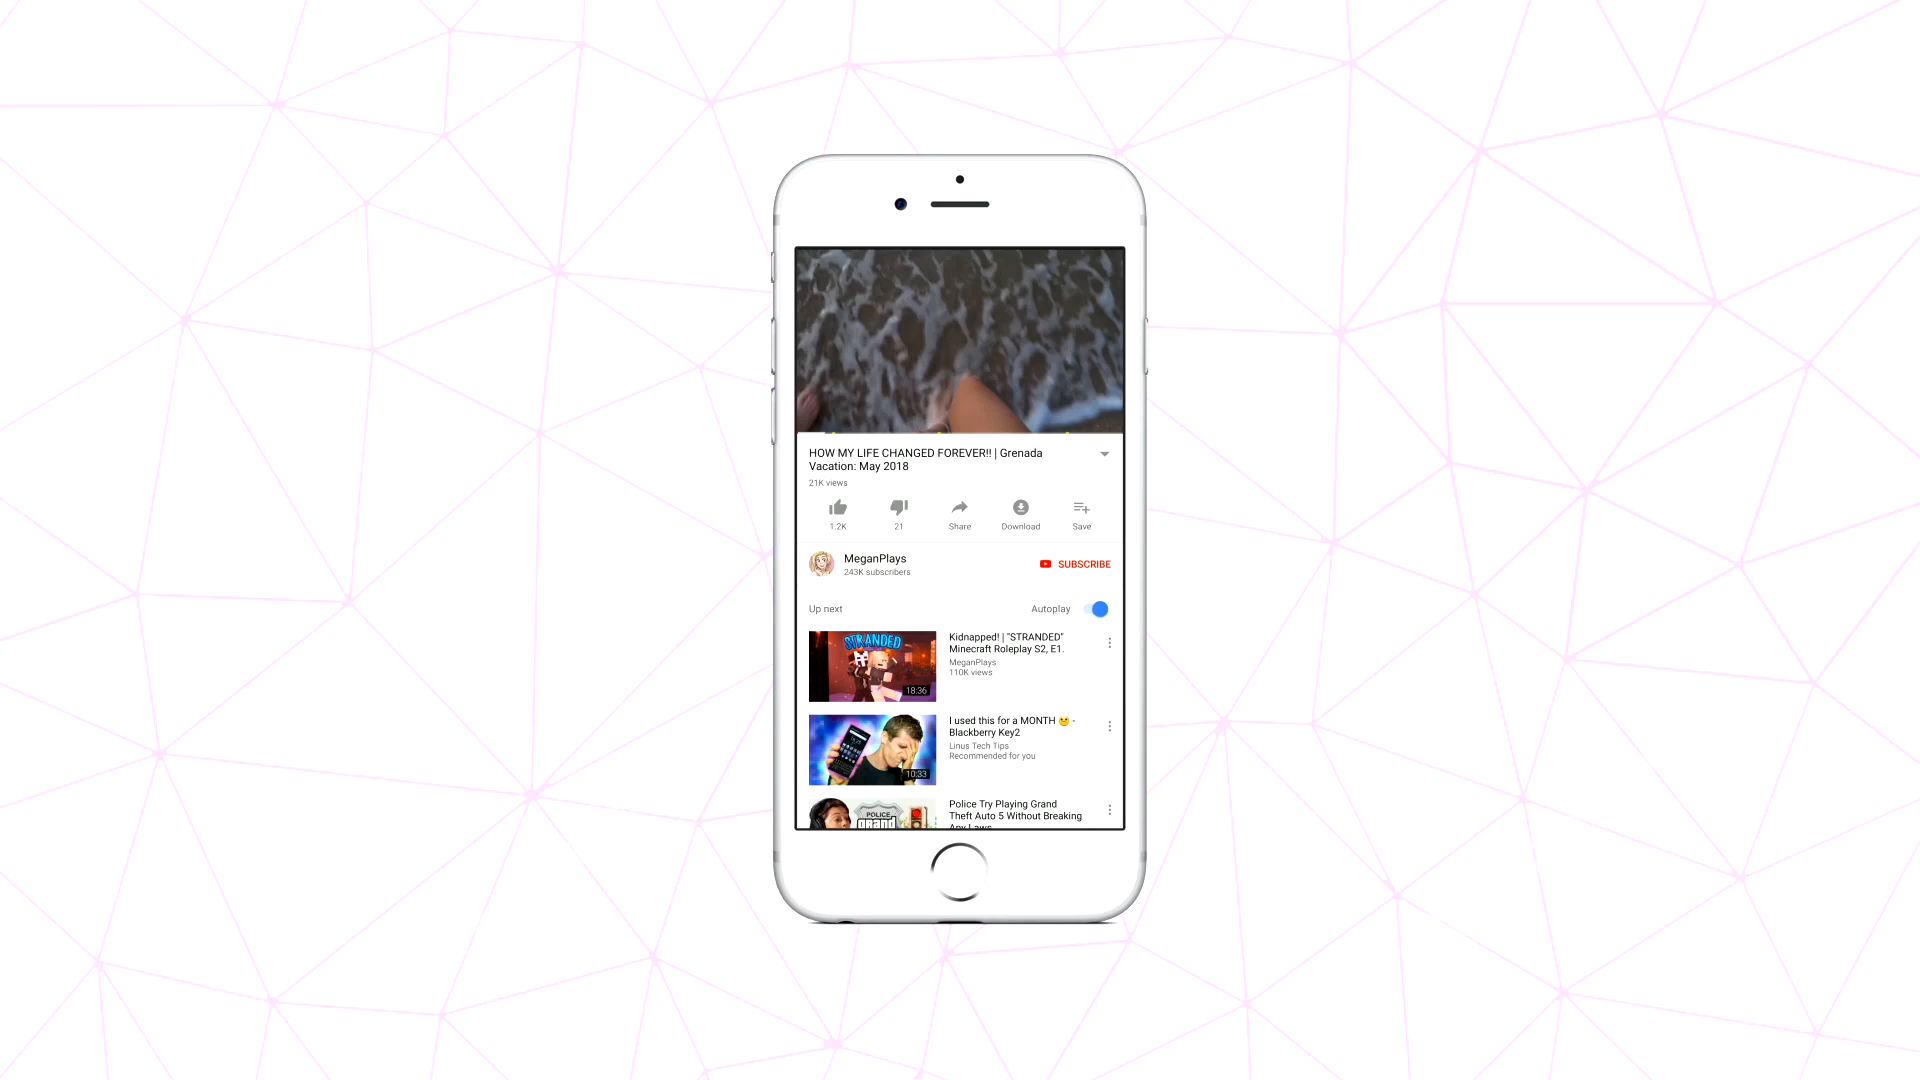 HOW MY LIFE CHANGED FOREVER!! | Grenada
Vacation: May 2018
21K views
1.2K
21
Share
Download
Save
MeganPlays
243K subscribers
SUBSCRIBE
Up next
Autoplay
STRANDED
18:36
Kidnapped! | "STRANDED"
Minecraft Roleplay S2, E1.
MeganPlays
110K views
10:33
I used this for a MONTH 🤨 -
Blackberry Key2
Linus Tech Tips
Recommended for you
POLICE
GRAND
Police Try Playing Grand
Theft Auto 5 Without Breaking
Any Laws